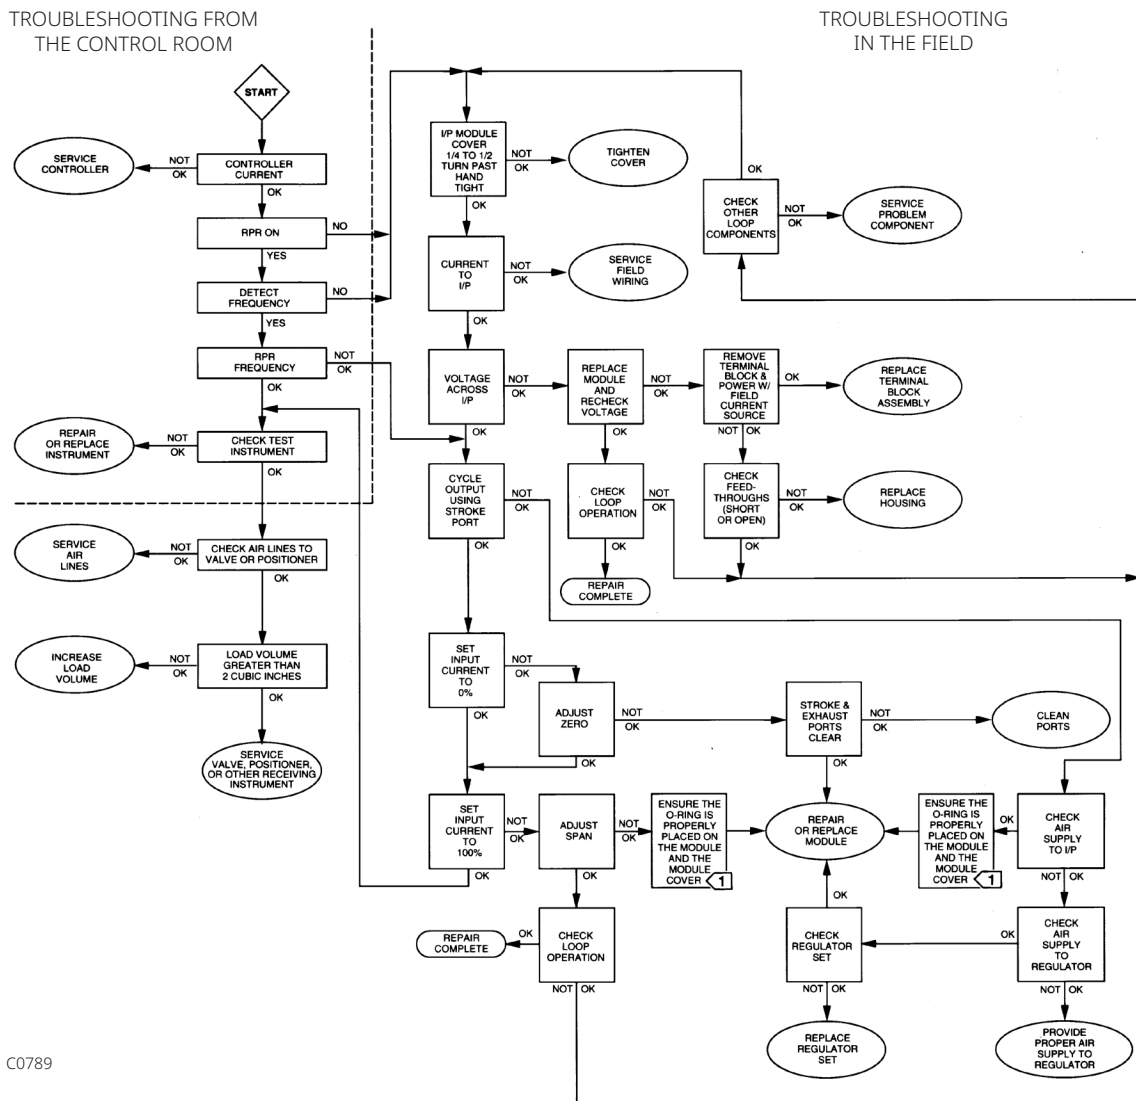 TROUBLESHOOTING FROM
THE CONTROL ROOM
TROUBLESHOOTING
IN THE FIELD
START
CONTROLLER
CURRENT
NOT
OK
SERVICE
CONTROLLER
OK
RPR ON
NO
YES
DETECT
FREQUENCY
NO
YES
RPR
FREQUENCY
NOT
OK
OK
CHECK TEST
INSTRUMENT
NOT
OK
REPAIR
OR REPLACE
INSTRUMENT
OK
CHECK AIR LINES TO
VALVE OR POSITIONER
NOT
OK
SERVICE
AIR
LINES
OK
LOAD VOLUME
GREATER THAN
2 CUBIC INCHES
NOT
OK
INCREASE
LOAD
VOLUME
OK
SERVICE
VALVE, POSITIONER,
OR OTHER RECEIVING
INSTRUMENT
I/P MODULE
COVER
1/4 TO 1/2
TURN PAST
HAND
TIGHT
NOT
OK
TIGHTEN
COVER
OK
CURRENT
TO
I/P
NOT
OK
SERVICE
FIELD
WIRING
OK
VOLTAGE
ACROSS
I/P
NOT
OK
OK
REPLACE
MODULE
AND
RECHECK
VOLTAGE
NOT
OK
OK
REMOVE
TERMINAL
BLOCK &
POWER W/
FIELD
CURRENT
SOURCE
OK
REPLACE
TERMINAL
BLOCK
ASSEMBLY
NOT OK
CHECK
OTHER
LOOP
COMPONENTS
OK
NOT
OK
SERVICE
PROBLEM
COMPONENT
CYCLE
OUTPUT
USING
STROKE
PORT
NOT
OK
OK
CHECK
LOOP
OPERATION
NOT
OK
OK
REPAIR
COMPLETE
CHECK
FEED-
THROUGHS
(SHORT
OR OPEN)
NOT
OK
REPLACE
HOUSING
OK
SET
INPUT
CURRENT
TO
0%
NOT
OK
OK
ADJUST
ZERO
NOT
OK
OK
STROKE &
EXHAUST
PORTS
CLEAR
NOT
OK
CLEAN
PORTS
OK
SET
INPUT
CURRENT
TO
100%
NOT
OK
OK
ADJUST
SPAN
NOT
OK
OK
ENSURE THE
O-RING IS
PROPERLY
PLACED ON
THE MODULE
AND THE
MODULE
COVER 1
REPAIR
OR REPLACE
MODULE
ENSURE THE
O-RING IS
PROPERLY
PLACED ON
THE MODULE
AND THE
MODULE
COVER 1
OK
CHECK
AIR
SUPPLY
TO I/P
NOT OK
CHECK
LOOP
OPERATION
OK
REPAIR
COMPLETE
NOT OK
CHECK
REGULATOR
SET
OK
NOT OK
REPLACE
REGULATOR
SET
CHECK
AIR
SUPPLY
TO
REGULATOR
OK
NOT OK
PROVIDE
PROPER AIR
SUPPLY TO
REGULATOR
C0789